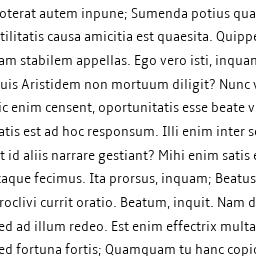 oterat autem inpune; Sumenda potius qua
tilitatis causa amicitia est quaesita. Quippe
am stabilem appellas. Ego vero isti, inquam
uis Aristidem non mortuum diligit? Nunc v
ic enim censent, oportunitatis esse beate v
atis est ad hoc responsum. Illi enim inter s
t id aliis narrare gestiant? Mihi enim satis e
taque fecimus. Ita prorsus, inquam; Beatus
roclivi currit oratio. Beatum, inquit. Nam d
ed ad illum redeo. Est enim effectrix multa
ed fortuna fortis; Quamquam tu hanc copio